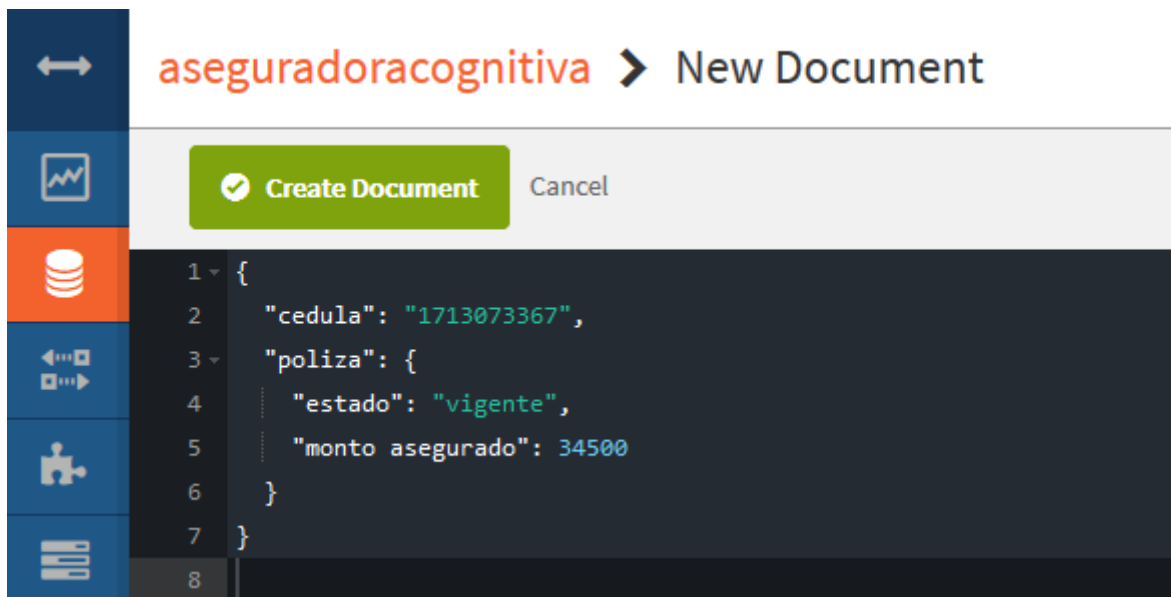 aseguradoracognitiva > New Document
Create Document Cancel
1 {
2 "cedula": "1713073367",
3 "poliza": {
4 "estado": "vigente",
5 "monto asegurado": 34500
6 }
7 }
8